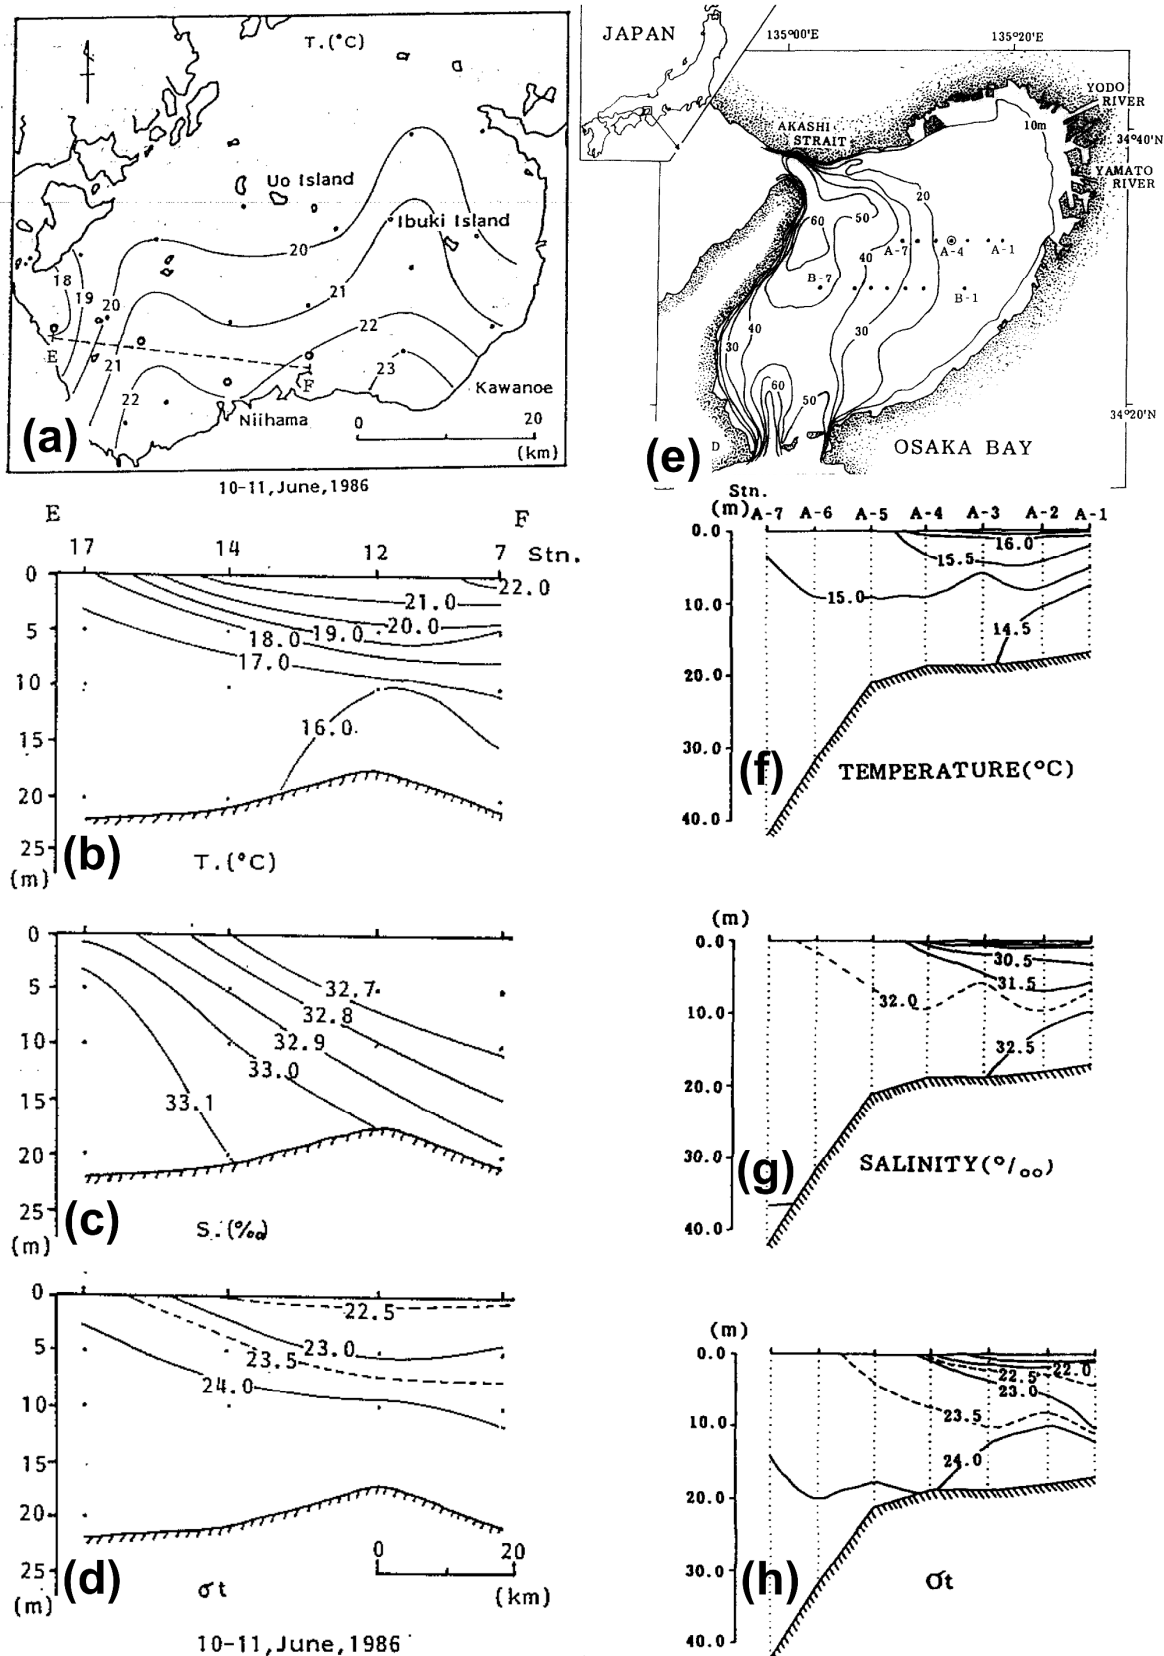 T.(°C)
Uo Island
Ibuki Island
20
21
22
23
18
19
20
21
22
E
F
Niihama
Kawanoe
0 20
(km)
(a)
10-11,June,1986
E F
17 14 12 7 Stn.
0
5
10
15
20
25
(m)
22.0
21.0
20.0
19.0
18.0
17.0
16.0
(b)
T.(°C)
0
5
10
15
20
25
(m)
32.7
32.8
32.9
33.0
33.1
(c)
S.(‰)
0
5
10
15
20
25
(m)
22.5
23.0
23.5
24.0
0 20
(km)
(d)
σt
10-11,June,1986
JAPAN
135°00'E 135°20'E
YODO
RIVER
10m
AKASHI
STRAIT
34°40'N
YAMATO
RIVER
20
50
60
A-7 A-4 A-1
40
B-7
B-1
40
30
30
60
50
34°20'N
D
(e)
OSAKA BAY
Stn.
(m) A-7 A-6 A-5 A-4 A-3 A-2 A-1
0.0
10.0
20.0
30.0
40.0
16.0
15.5
15.0
14.5
(f)
TEMPERATURE(°C)
(m)
0.0
10.0
20.0
30.0
40.0
30.5
31.5
32.0
32.5
(g)
SALINITY(°/oo)
(m)
0.0
10.0
20.0
30.0
40.0
22.0
22.5
23.0
23.5
24.0
(h)
σt